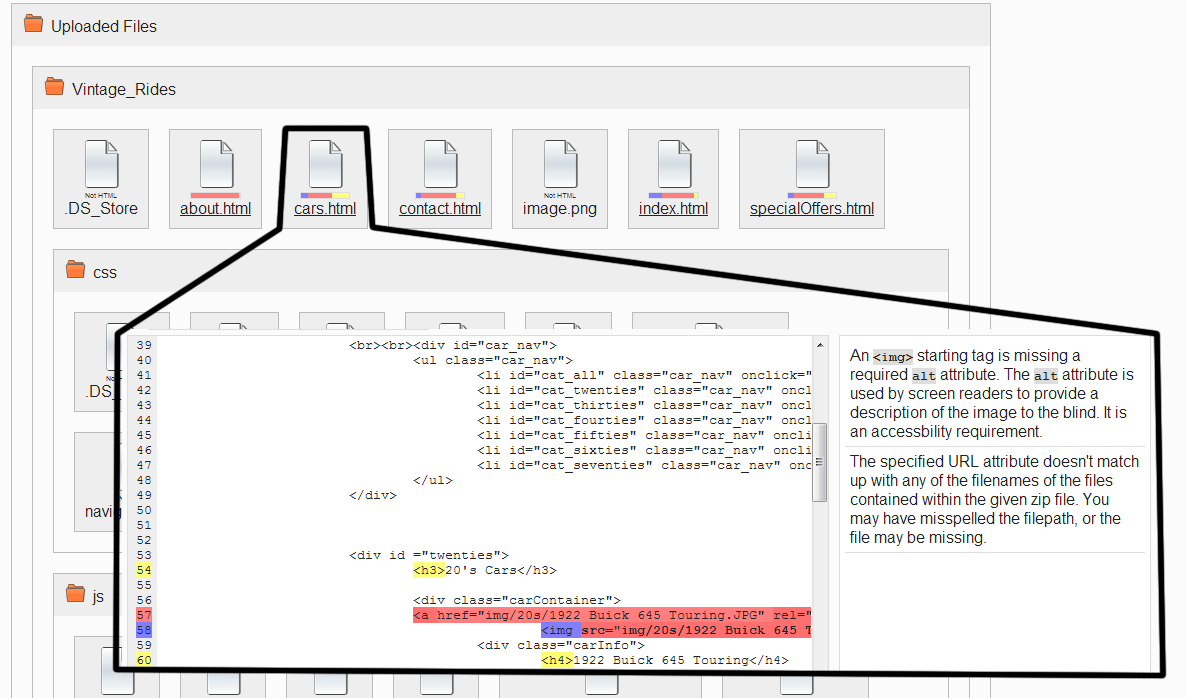 Uploaded Files
Vintage_Rides
Not HTML
.DS_Store
about.html
cars.html
contact.html
Not HTML
image.png
index.html
specialOffers.html
css
.DS_
39 <br><br><div id="car_nav">
40 <ul class="car_nav">
41 <li id="cat_all" class="car_nav" onclick="
42 <li id="cat_twenties" class="car_nav" oncl
43 <li id="cat_thirties" class="car_nav" oncl
44 <li id="cat_fourties" class="car_nav" oncl
45 <li id="cat_fifties" class="car_nav" oncli
46 <li id="cat_sixties" class="car_nav" oncli
47 <li id="cat_seventies" class="car_nav" onc
48 </ul>
49 </div>
50
51
52
53 <div id ="twenties">
54 <h3>20's Cars</h3>
55
56 <div class="carContainer">
57 <a href="img/20s/1922 Buick 645 Touring.JPG" rel="
58 <img src="img/20s/1922 Buick 645 T
59 <div class="carInfo">
60 <h4>1922 Buick 645 Touring</h4>
An <img> starting tag is missing a
required alt attribute. The alt attribute is
used by screen readers to provide a
description of the image to the blind. It is
an accessbility requirement.
The specified URL attribute doesn't match
up with any of the filenames of the files
contained within the given zip file. You
may have misspelled the filepath, or the
file may be missing.
js